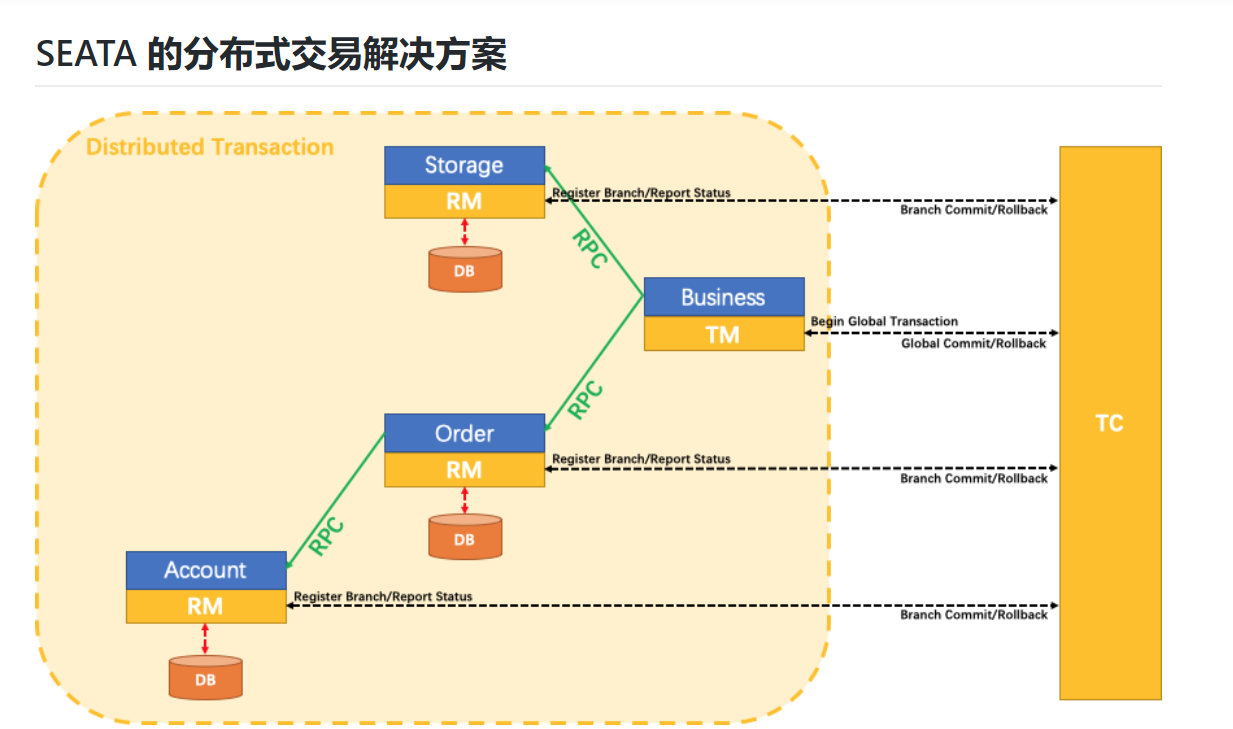 SEATA 的分布式交易解决方案
Distributed Transaction
Storage
RM
DB
Register Branch/Report Status
Branch Commit/Rollback
RPC
Business
TM
Begin Global Transaction
Global Commit/Rollback
RPC
TC
Order
RM
DB
Register Branch/Report Status
Branch Commit/Rollback
RPC
Account
RM
DB
Register Branch/Report Status
Branch Commit/Rollback